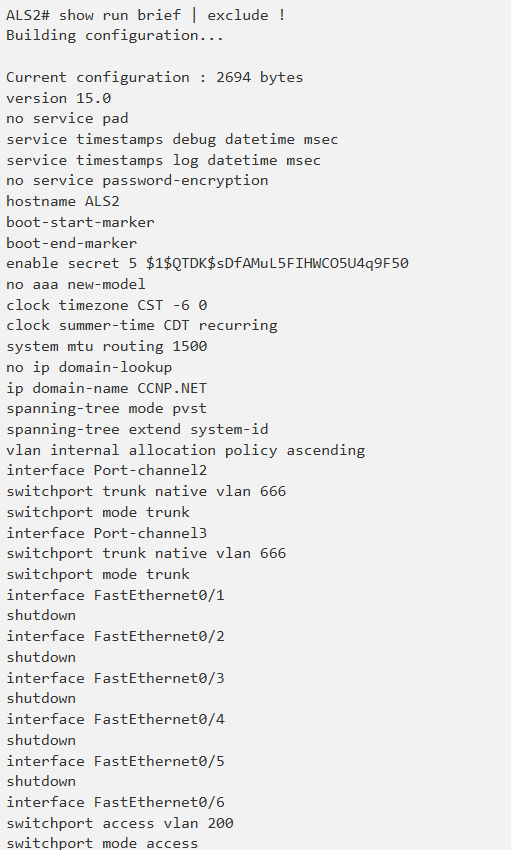 ALS2# show run brief | exclude !
Building configuration...
Current configuration : 2694 bytes
version 15.0
no service pad
service timestamps debug datetime msec
service timestamps log datetime msec
no service password-encryption
hostname ALS2
boot-start-marker
boot-end-marker
enable secret 5 $1$QTDK$sDfAMuL5FIHWCO5U4q9F50
no aaa new-model
clock timezone CST -6 0
clock summer-time CDT recurring
system mtu routing 1500
no ip domain-lookup
ip domain-name CCNP.NET
spanning-tree mode pvst
spanning-tree extend system-id
vlan internal allocation policy ascending
interface Port-channel2
switchport trunk native vlan 666
switchport mode trunk
interface Port-channel3
switchport trunk native vlan 666
switchport mode trunk
interface FastEthernet0/1
shutdown
interface FastEthernet0/2
shutdown
interface FastEthernet0/3
shutdown
interface FastEthernet0/4
shutdown
interface FastEthernet0/5
shutdown
interface FastEthernet0/6
switchport access vlan 200
switchport mode access